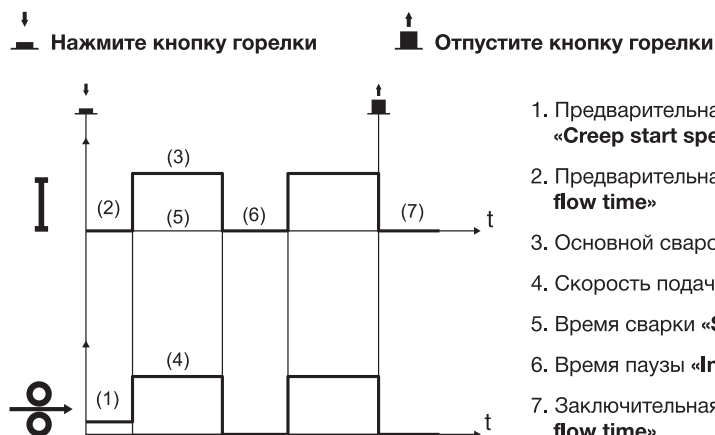 Нажмите кнопку горелки
Отпустите кнопку горелки
(3)
(2)
(5)
(6)
(7)
t
(4)
(1)
t
1. Предварительна
«Creep start spe
2. Предварительна
flow time»
3. Основной сваро
4. Скорость подач
5. Время сварки «S
6. Время паузы «In
7. Заключительная
flow time»